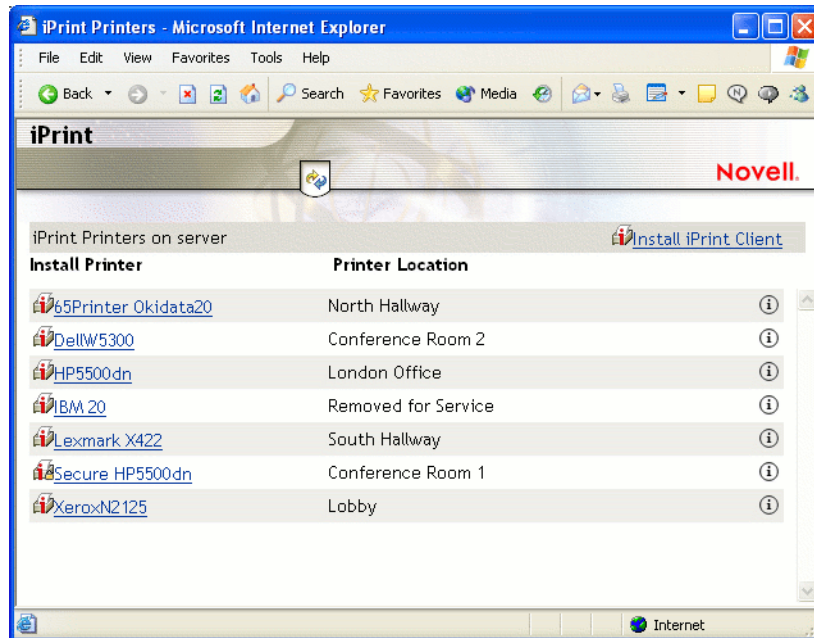 iPrint Printers - Microsoft Internet Explorer
File Edit View Favorites Tools Help
Back Search Favorites Media
iPrint
Novell.
iPrint Printers on server Install iPrint Client
Install Printer Printer Location
65Printer Okidata20 North Hallway
DellW5300 Conference Room 2
HP5500dn London Office
IBM 20 Removed for Service
Lexmark X422 South Hallway
Secure HP5500dn Conference Room 1
XeroxN2125 Lobby
Internet